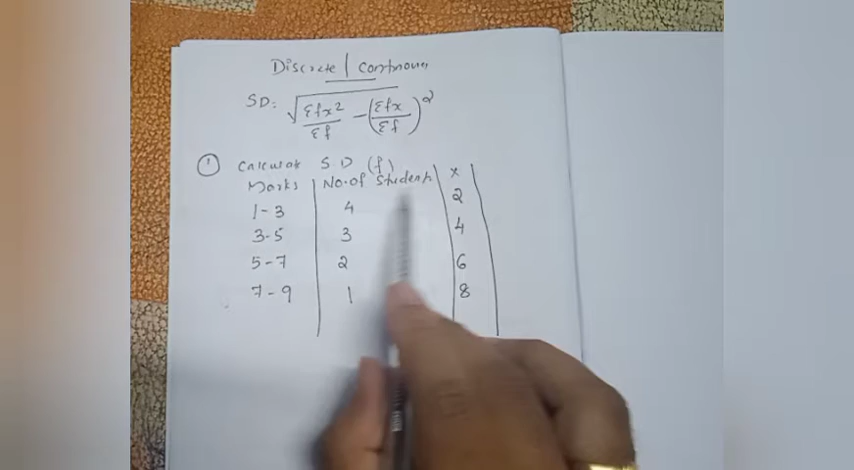 Discrete | Continous
SD: √ Σfx² / Σf - (Σfx / Σf)²
① Calculate SD (f)
Marks | No. of Students | x
1-3 | 4 | 2
3-5 | 3 | 4
5-7 | 2 | 6
7-9 | 1 | 8